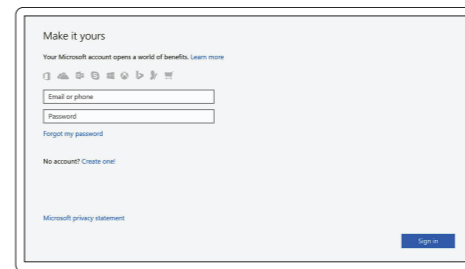 Make it yours
Your Microsoft account opens a world of benefits. Learn more
Email or phone
Password
Forgot my password
No account? Create one!
Microsoft privacy statement
Sign in